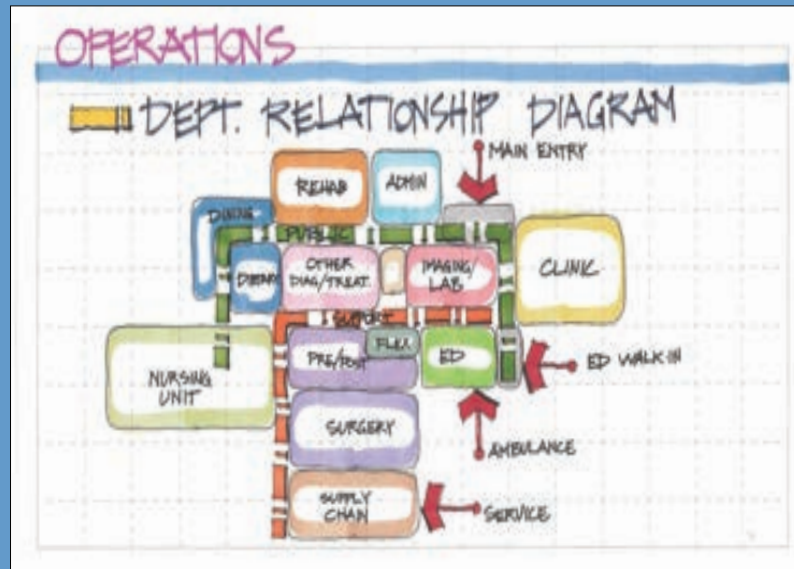 OPERATIONS
DEPT. RELATIONSHIP DIAGRAM
MAIN ENTRY
REHAB
ADMIN
DINING
PUBLIC
DIETARY
OTHER
DIAG/TREAT.
IMAGING/
LAB
CLINIC
SUPPORT
FLEX
PRE/POST
ED
ED WALK IN
NURSING
UNIT
SURGERY
AMBULANCE
SUPPLY
CHAN
SERVICE